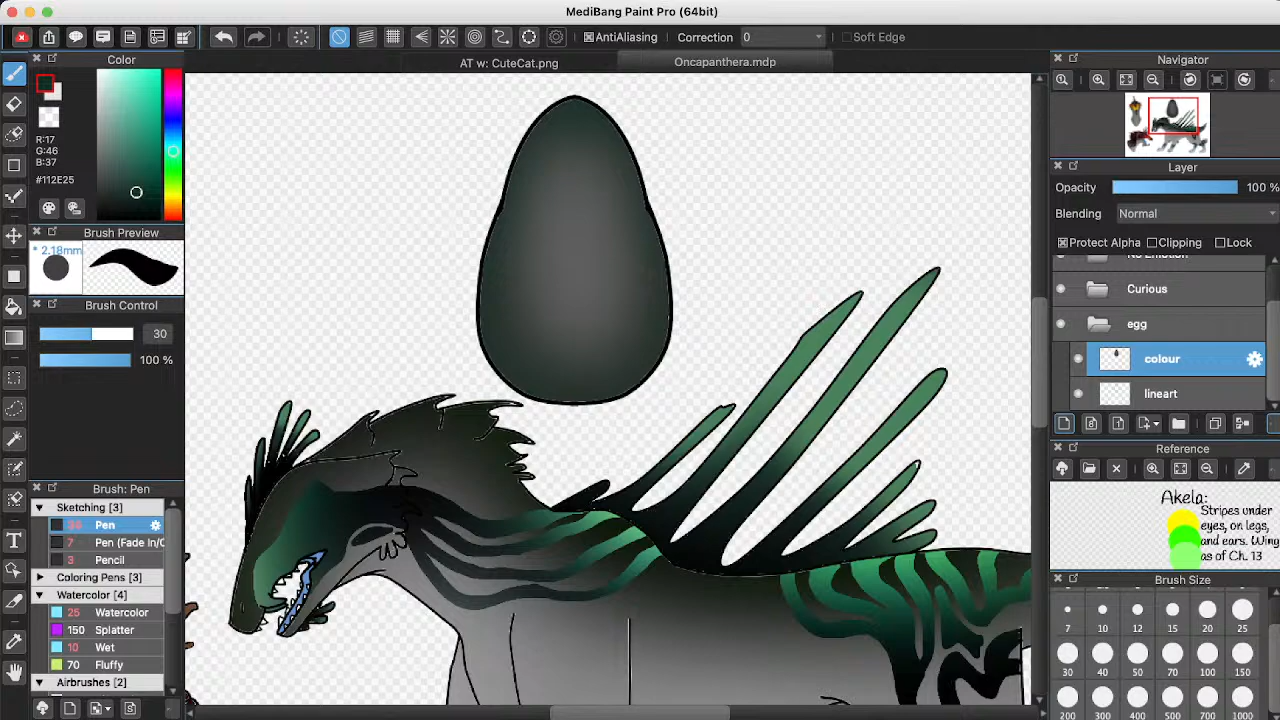 MediBang Paint Pro (64bit)
AntiAliasing
Correction 0
Soft Edge
AT w: CuteCat.png
Oncapanthera.mdp
Color
R:17
G:46
B:37
#112E25
Brush Preview
* 2.18mm
Brush Control
30
100 %
Brush: Pen
Sketching [3]
Pen
7 Pen (Fade In/O
3 Pencil
Coloring Pens [3]
Watercolor [4]
25 Watercolor
150 Splatter
10 Wet
70 Fluffy
Airbrushes [2]
T
Navigator
Layer
Opacity 100 %
Blending Normal
Protect Alpha Clipping Lock
Curious
egg
colour
lineart
Reference
Akela:
Stripes under
eyes, on legs,
and ears. Wing
as of Ch. 13
Brush Size
7 10 12 15 20 25
30 40 50 70 100 150
200 300 400 500 700 1000